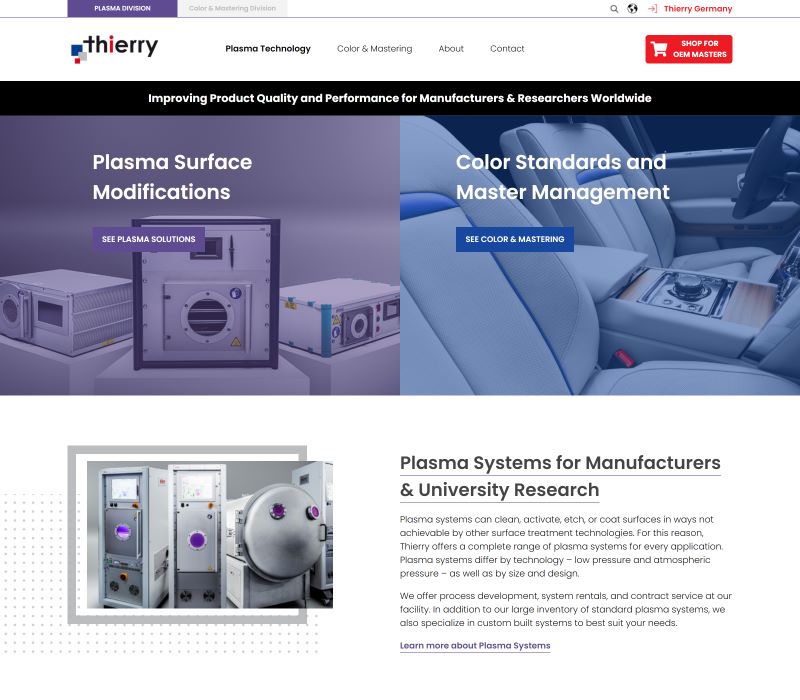 PLASMA DIVISION
Color & Mastering Division
Thierry Germany
thierry
Plasma Technology
Color & Mastering
About
Contact
SHOP FOR
OEM MASTERS
Improving Product Quality and Performance for Manufacturers & Researchers Worldwide
Plasma Surface
Modifications
SEE PLASMA SOLUTIONS
Color Standards and
Master Management
SEE COLOR & MASTERING
Plasma Systems for Manufacturers
& University Research
Plasma systems can clean, activate, etch, or coat surfaces in ways not
achievable by other surface treatment technologies. For this reason,
Thierry offers a complete range of plasma systems for every application.
Plasma systems differ by technology – low pressure and atmospheric
pressure – as well as by size and design.
We offer process development, system rentals, and contract service at our
facility. In addition to our large inventory of standard plasma systems, we
also specialize in custom built systems to best suit your needs.
Learn more about Plasma Systems